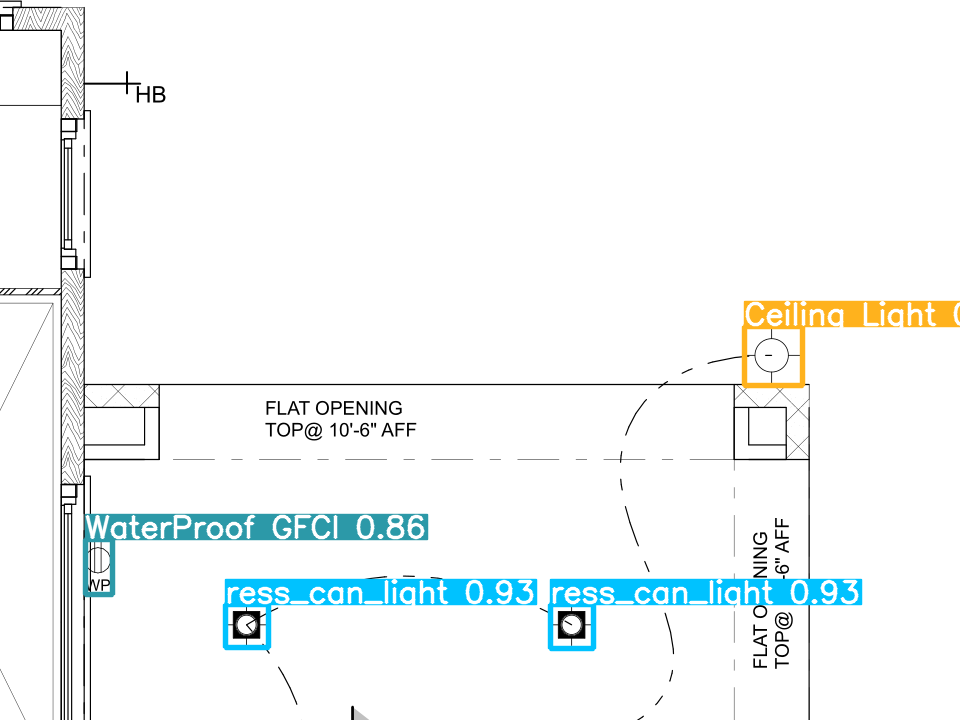 HB
Ceiling Light
FLAT OPENING
TOP@ 10'-6" AFF
WaterProof GFCI 0.86
WP
ress_can_light 0.93
ress_can_light 0.93
FLAT O NING
TOP@ -6" AFF